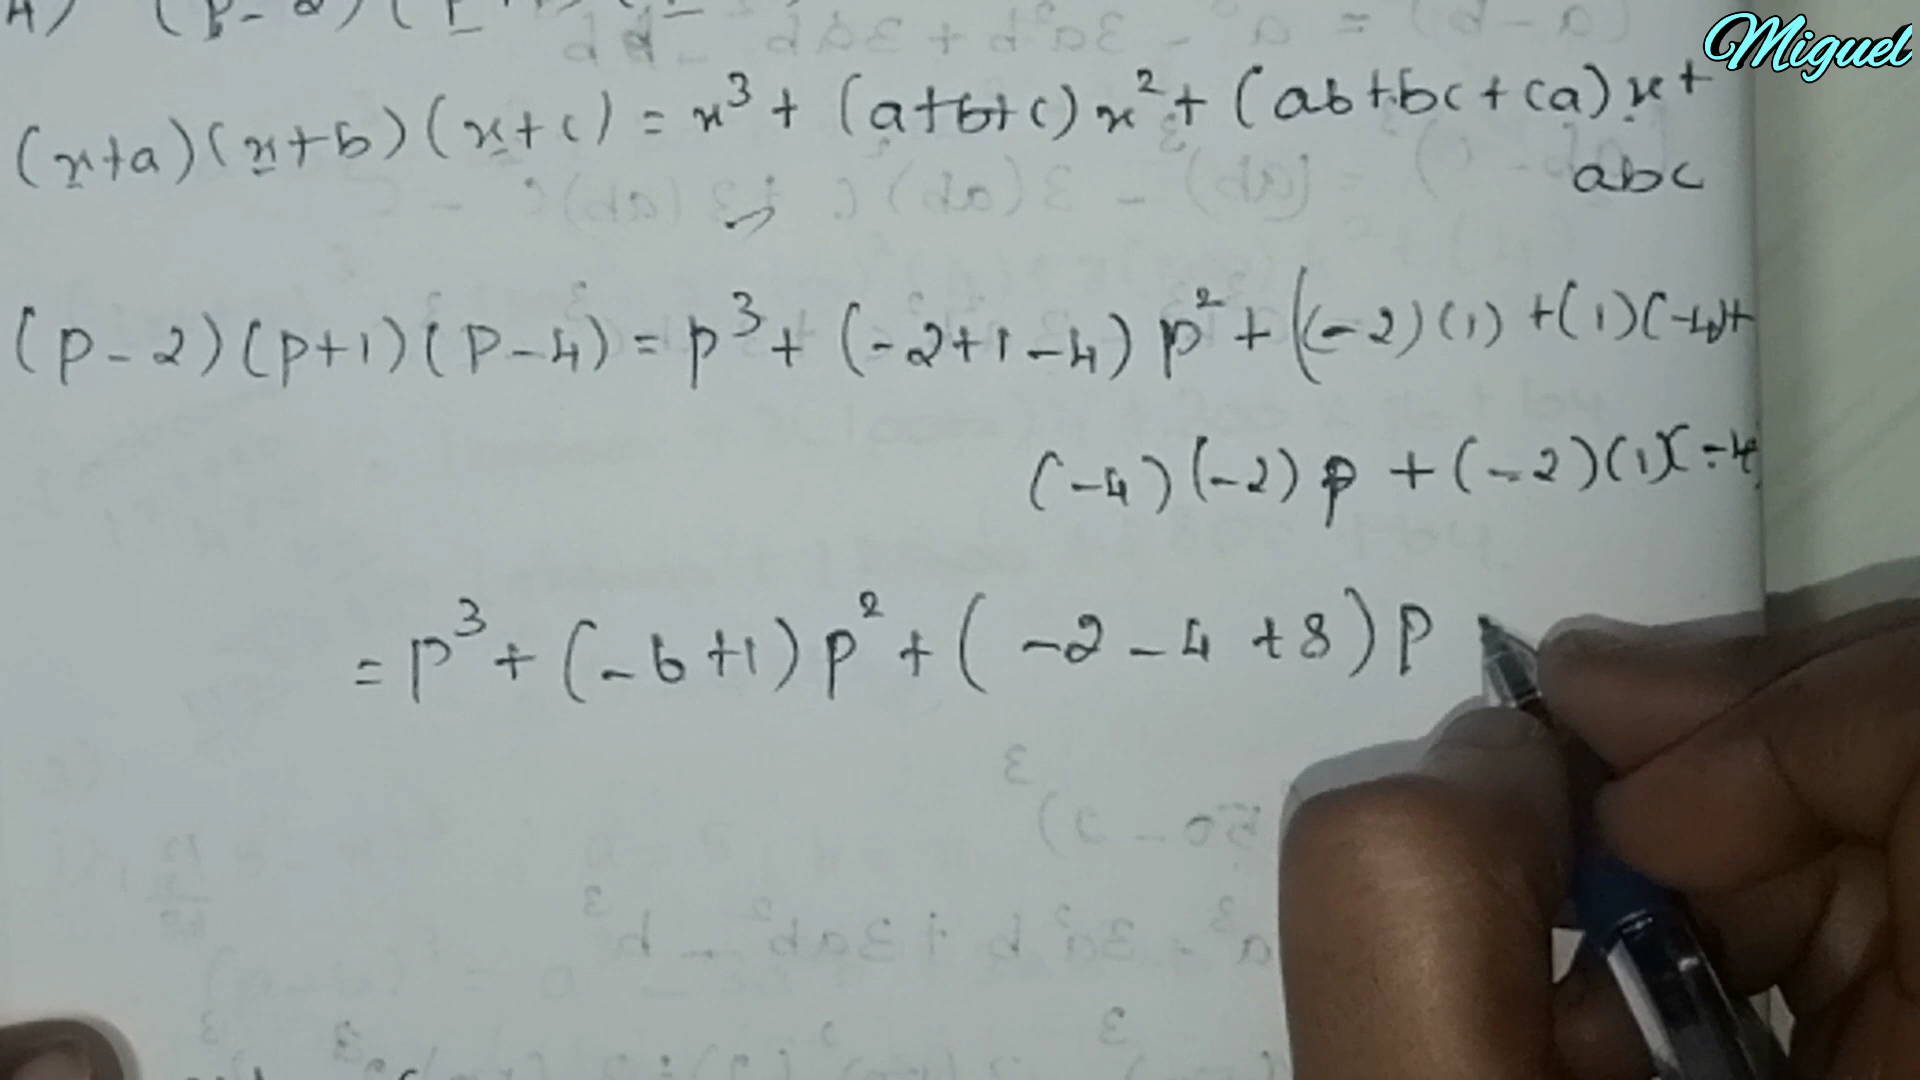 Miguel
(x+a)(x+b)(x+c) = x³ + (a+b+c)x² + (ab+bc+ca)x +
abc
(p-2)(p+1)(p-4) = p³ + (-2+1-4) p² + ((-2)(1) + (1)(-4)+
(-4)(-2) p + (-2)(1)(-4
= p³ + (-6+1) p² + ( -2 - 4 +8) p